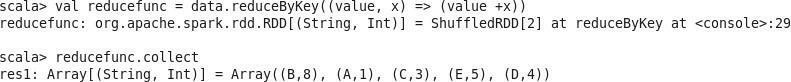 scala> val reducefunc = data.reduceByKey((value, x) => (value +x))
reducefunc: org.apache.spark.rdd.RDD[(String, Int)] = ShuffledRDD[2] at reduceByKey at <console>:29
scala> reducefunc.collect
res1: Array[(String, Int)] = Array((B,8), (A,1), (C,3), (E,5), (D,4))